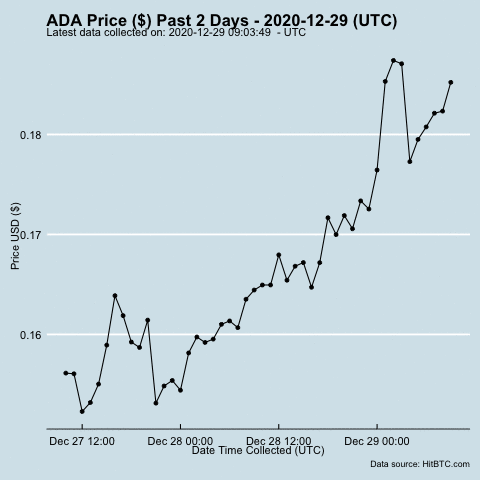 ADA Price ($) Past 2 Days - 2020-12-29 (UTC)
Latest data collected on: 2020-12-29 09:03:49 - UTC
Price USD ($)
0.18
0.17
0.16
Dec 27 12:00 Dec 28 00:00 Dec 28 12:00 Dec 29 00:00
Date Time Collected (UTC)
Data source: HitBTC.com